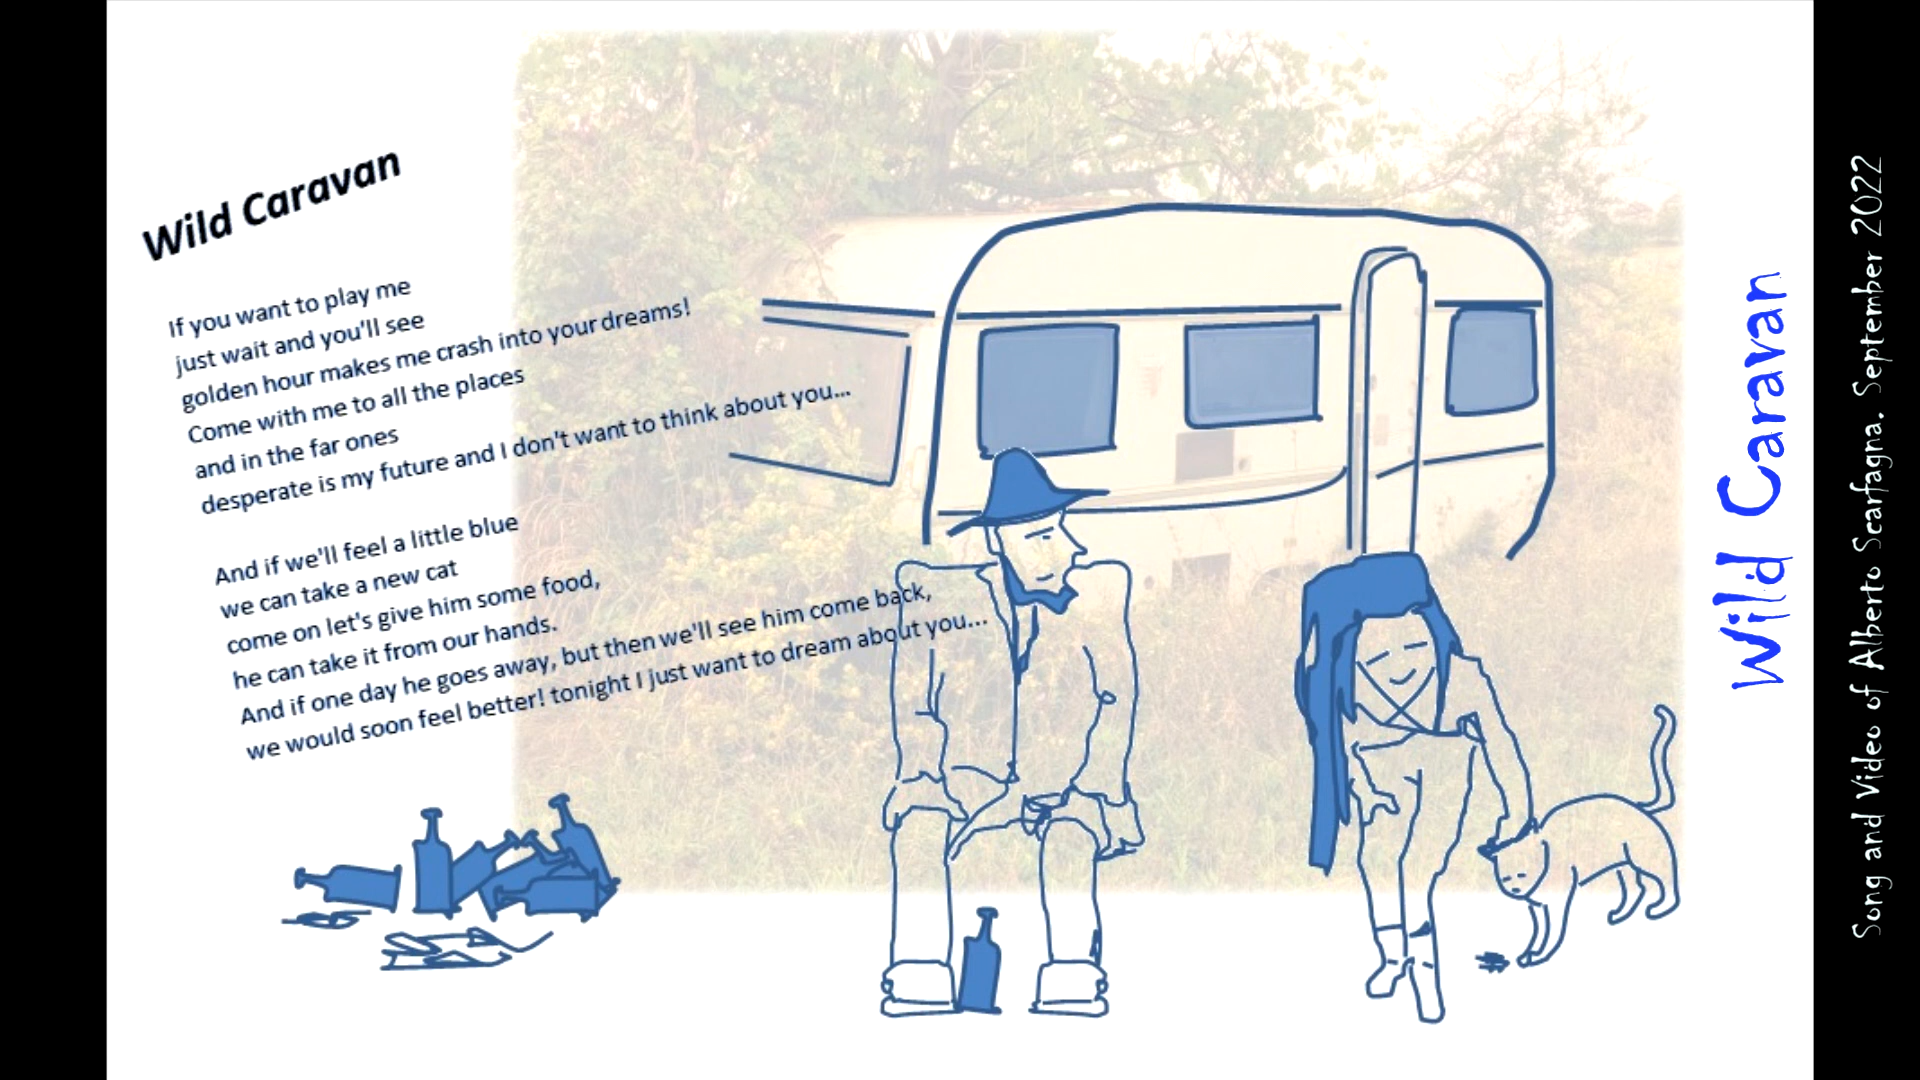 Wild Caravan
If you want to play me
just wait and you'll see
golden hour makes me crash into your dreams!
Come with me to all the places
and in the far ones
desperate is my future and I don't want to think about you...
And if we'll feel a little blue
we can take a new cat
come on let's give him some food,
he can take it from our hands.
And if one day he goes away, but then we'll see him come back,
we would soon feel better! tonight I just want to dream about you...
Wild Caravan
Song and Video of Alberto Scarfagna. September 2022